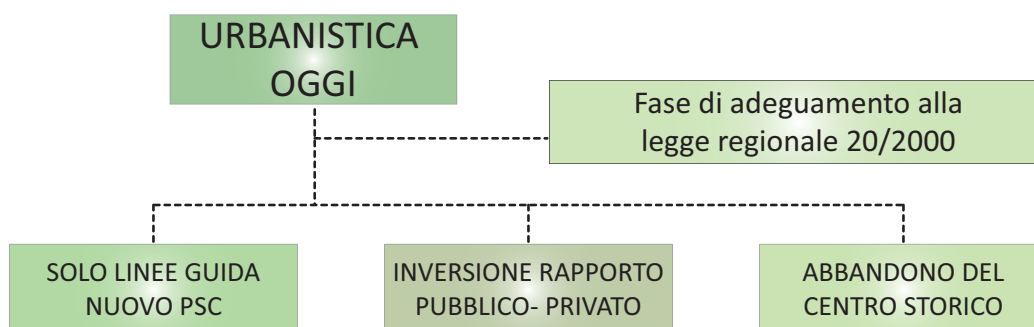 URBANISTICA
OGGI
Fase di adeguamento alla
legge regionale 20/2000
SOLO LINEE GUIDA
NUOVO PSC
INVERSIONE RAPPORTO
PUBBLICO- PRIVATO
ABBANDONO DEL
CENTRO STORICO